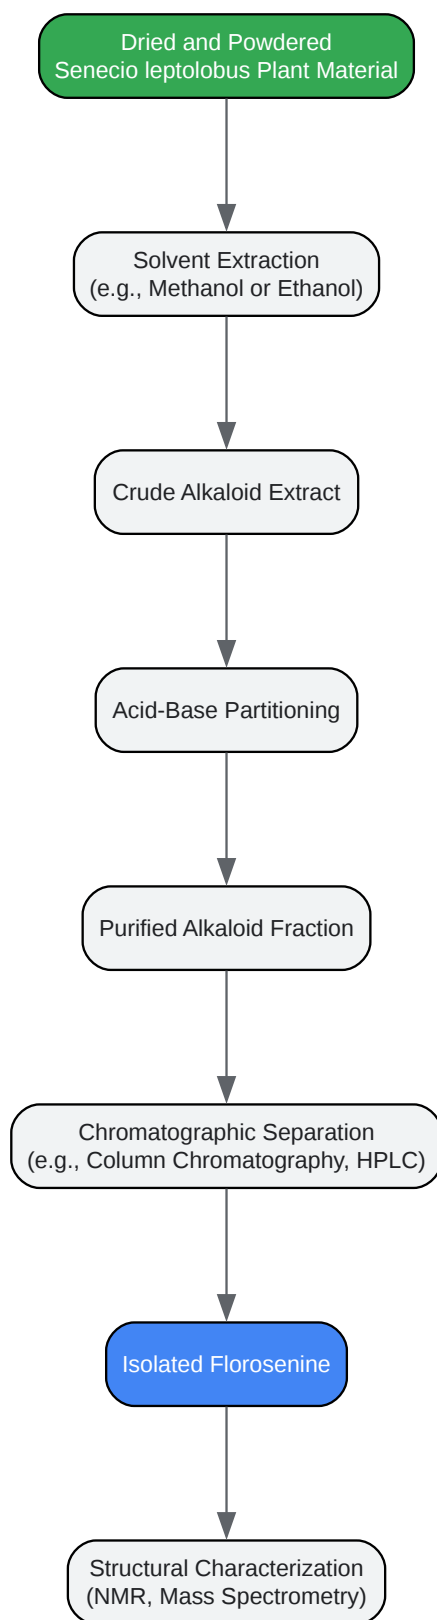 Dried and Powdered
Senecio leptolobus Plant Material
Solvent Extraction
(e.g., Methanol or Ethanol)
Crude Alkaloid Extract
Acid-Base Partitioning
Purified Alkaloid Fraction
Chromatographic Separation
(e.g., Column Chromatography, HPLC)
Isolated Florosenine
Structural Characterization
(NMR, Mass Spectrometry)